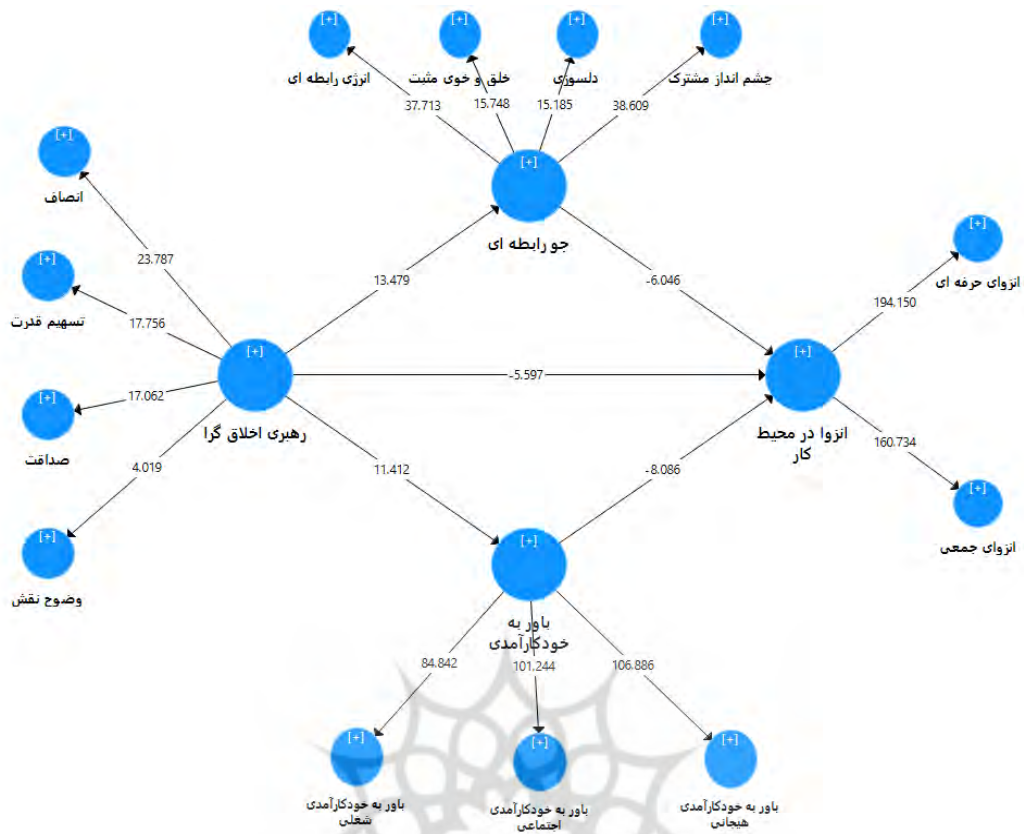 [+] [+] [+] [+]
انرژی رابطه ای
خلق و خوی مثبت
دلسوزی
چشم انداز مشترک
37.713
15.748
15.185
38.609
[+]
انصاف
[+]
جو رابطه ای
[+]
انزوای حرفه ای
23.787
13.479
-6.046
194.150
[+]
تسهیم قدرت
17.756
[+]
رهبری اخلاق گرا
-5.597
[+]
انزوا در محیط
کار
17.062
[+]
صداقت
4.019
11.412
-8.086
160.734
[+]
وضوح نقش
[+]
باور به
خودکارآمدی
[+]
انزوای جمعی
84.842
101.244
106.886
[+]
باور به خودکارآمدی
شغلی
[+]
باور به خودکارآمدی
اجتماعی
[+]
باور به خودکارآمدی
هیجانی